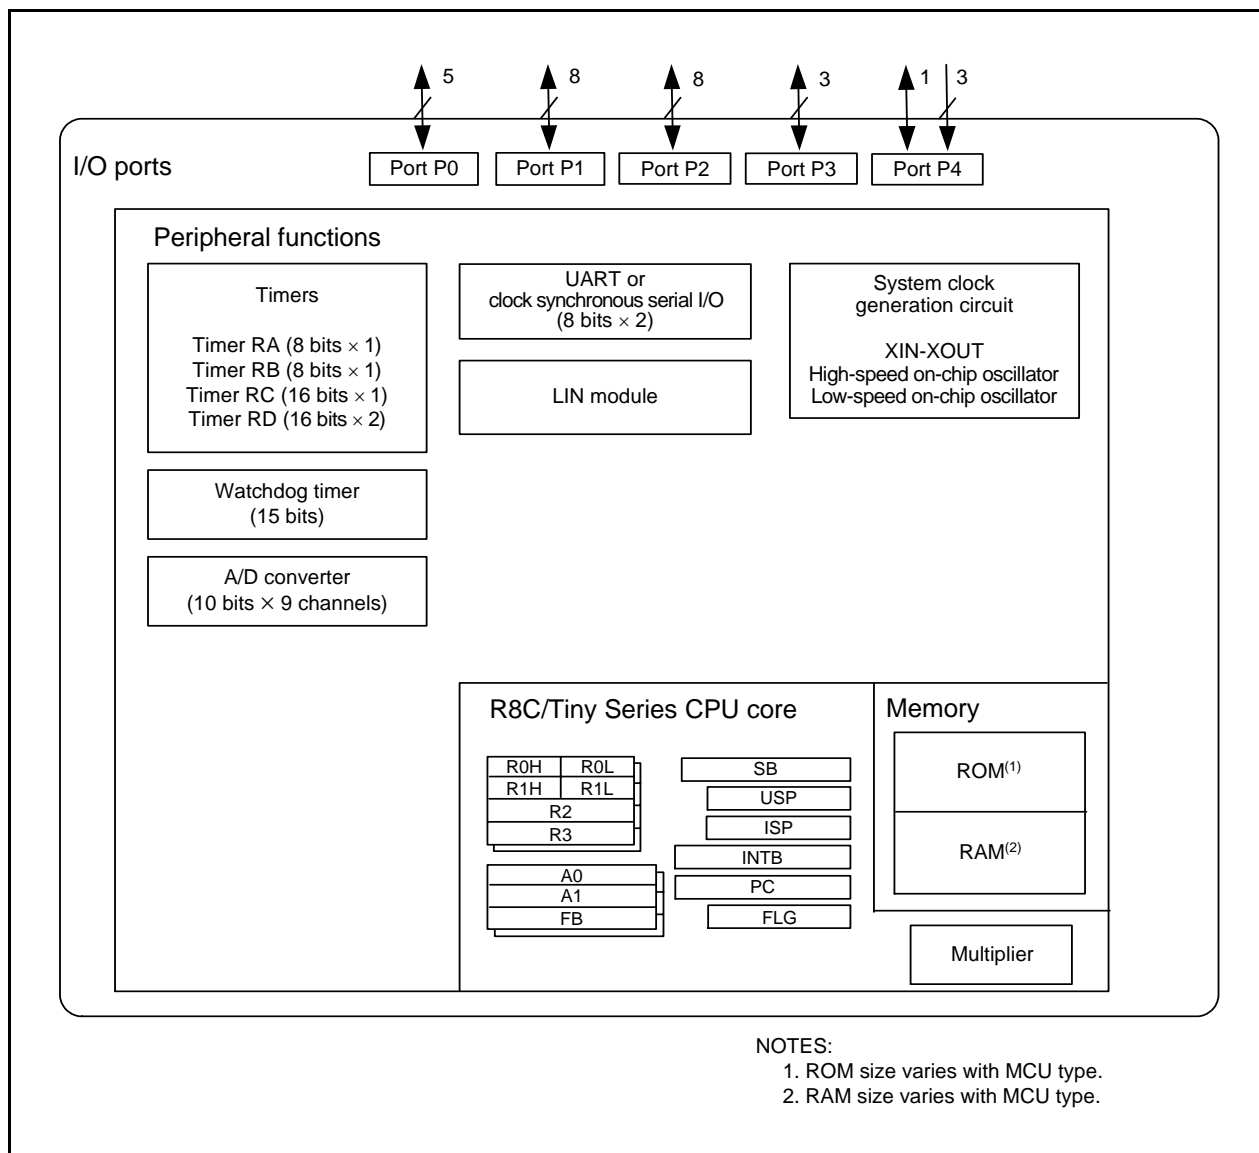 5
8
8
3
1
3
I/O ports
Port P0
Port P1
Port P2
Port P3
Port P4
Peripheral functions
Timers
Timer RA (8 bits × 1)
Timer RB (8 bits × 1)
Timer RC (16 bits × 1)
Timer RD (16 bits × 2)
UART or
clock synchronous serial I/O
(8 bits × 2)
LIN module
System clock
generation circuit
XIN-XOUT
High-speed on-chip oscillator
Low-speed on-chip oscillator
Watchdog timer
(15 bits)
A/D converter
(10 bits × 9 channels)
R8C/Tiny Series CPU core
R0H
R0L
R1H
R1L
R2
R3
A0
A1
FB
SB
USP
ISP
INTB
PC
FLG
Memory
ROM(1)
RAM(2)
Multiplier
NOTES:
1. ROM size varies with MCU type.
2. RAM size varies with MCU type.